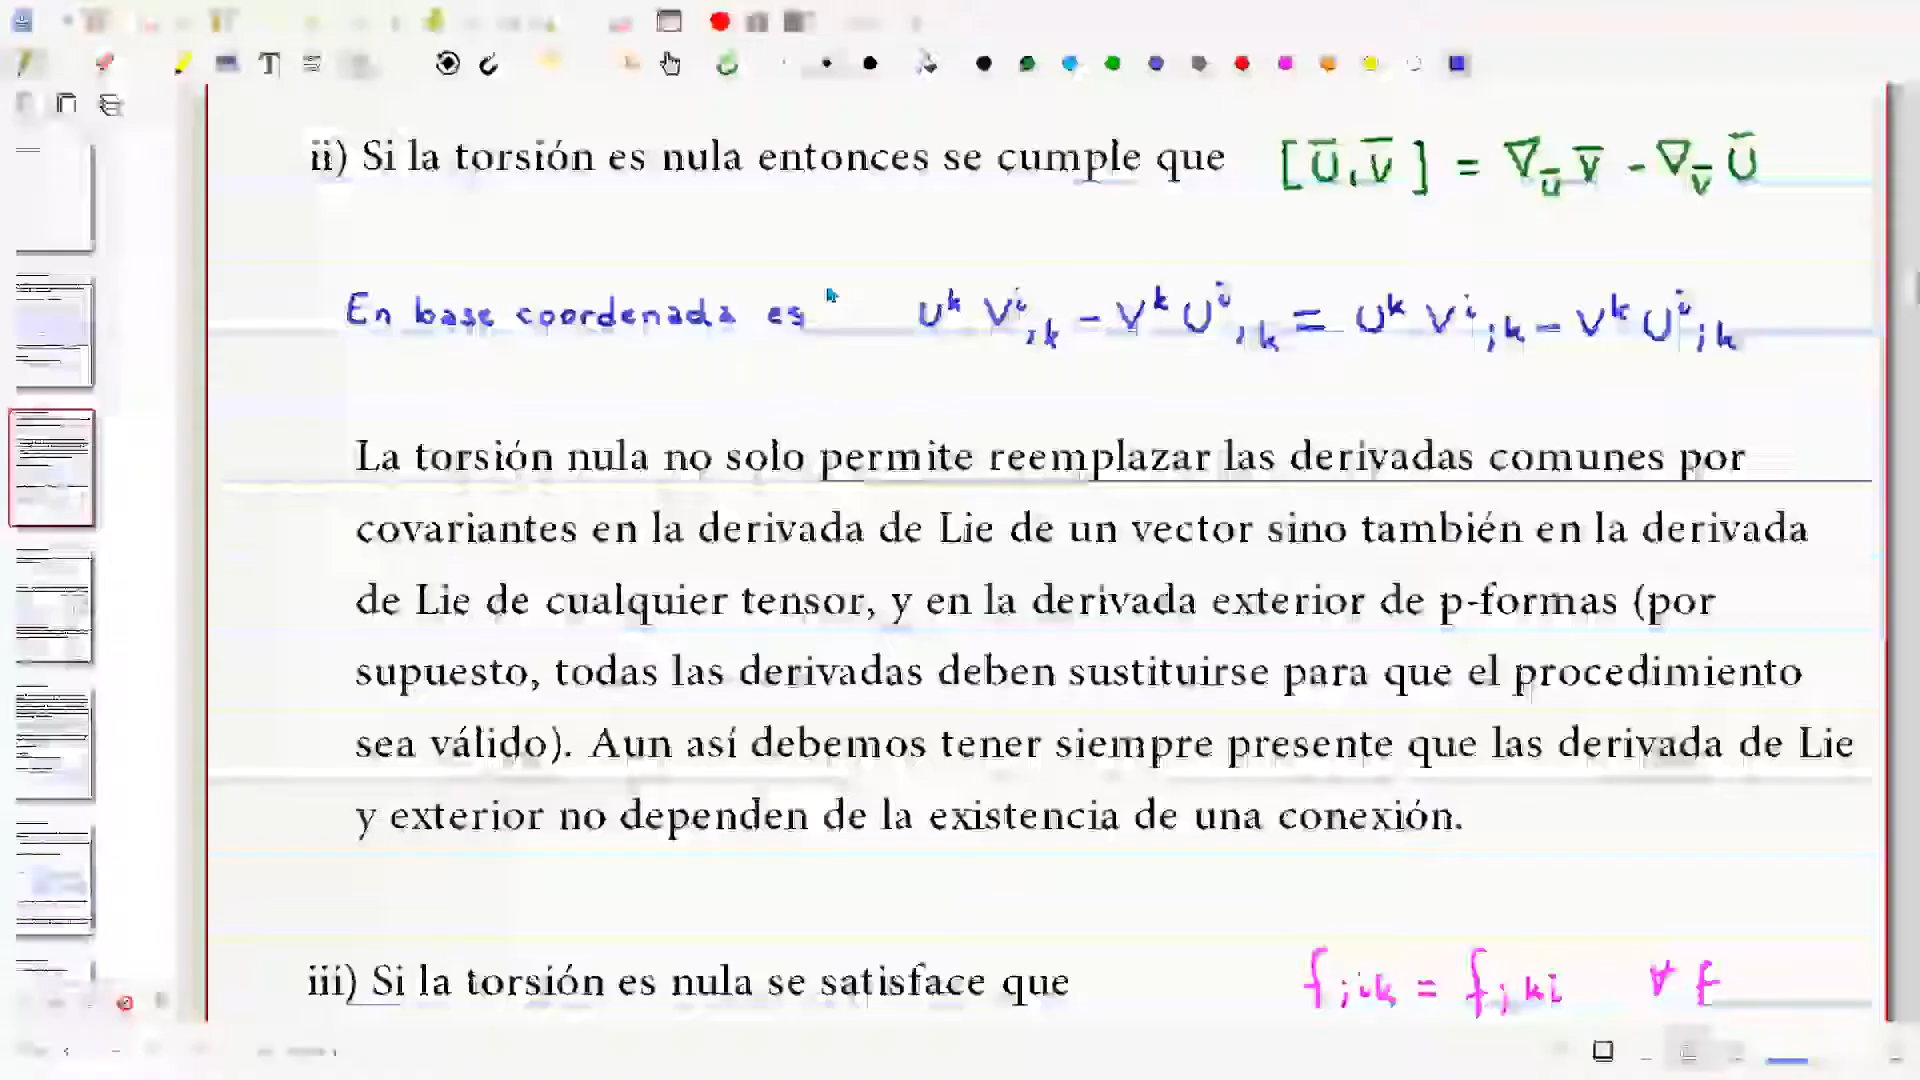 ii) Si la torsión es nula entonces se cumple que [Ū,V̄] = ∇_Ū V̄ - ∇_V̄ Ū
En base coordenada es U^k V^i_{,k} - V^k U^i_{,k} = U^k V^i_{;k} - V^k U^i_{;k}
La torsión nula no solo permite reemplazar las derivadas comunes por
covariantes en la derivada de Lie de un vector sino también en la derivada
de Lie de cualquier tensor, y en la derivada exterior de p-formas (por
supuesto, todas las derivadas deben sustituirse para que el procedimiento
sea válido). Aun así debemos tener siempre presente que las derivada de Lie
y exterior no dependen de la existencia de una conexión.
iii) Si la torsión es nula se satisface que f_{;ik} = f_{;ki} ∀ f